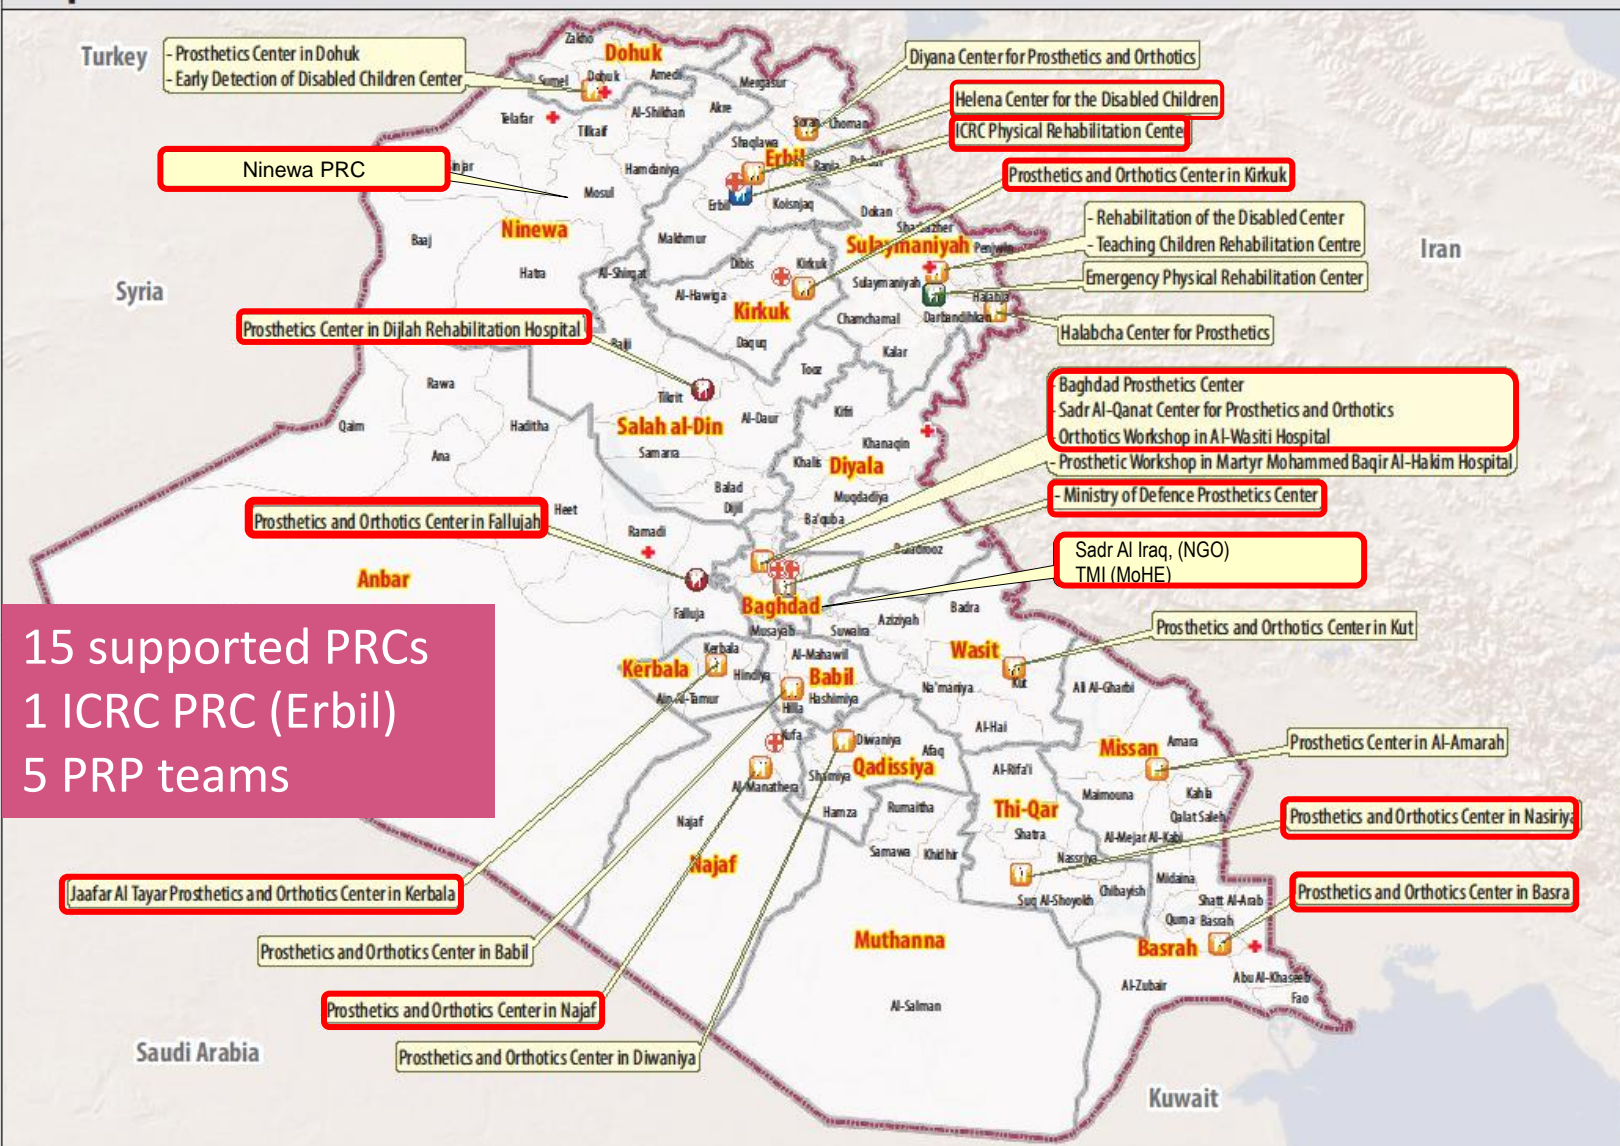 Turkey
- Prosthetics Center in Dohuk
- Early Detection of Disabled Children Center
Zakho
Dohuk
Sumel
Dohuk
Amedi
Mergasur
Diyana Center for Prosthetics and Orthotics
Helena Center for the Disabled Children
ICRC Physical Rehabilitation Cente
Telafar
Tilkaif
Al-Shikhan
Akre
Soran
Choman
Shaqlawa
Erbil
Rania
Ninewa PRC
Hamdaniya
Mosul
Erbil
Koisnjaq
Prosthetics and Orthotics Center in Kirkuk
Dokan
- Rehabilitation of the Disabled Center
- Teaching Children Rehabilitation Centre
Ninewa
Baaj
Makhmur
Sulaymaniyah
Penjwin
Iran
Hatra
Al-Shirqat
Dibis
Kirkuk
Sulaymaniyah
Emergency Physical Rehabilitation Center
Syria
Al-Hawiga
Kirkuk
Halabja
Chamchamal
Darbandihkan
Prosthetics Center in Dijlah Rehabilitation Hospital
Halabcha Center for Prosthetics
Baiji
Daquq
Kalar
Tooz
Rawa
Tikrit
- Baghdad Prosthetics Center
- Sadr Al-Qanat Center for Prosthetics and Orthotics
- Orthotics Workshop in Al-Wasiti Hospital
- Prosthetic Workshop in Martyr Mohammed Baqir Al-Hakim Hospital
Qaim
Haditha
Salah al-Din
Al-Daur
Kifri
Ana
Samarra
Khanaqin
Khalis
Diyala
Balad
Muqdadiya
- Ministry of Defence Prosthetics Center
Dijil
Ba'quba
Heet
Prosthetics and Orthotics Center in Fallujah
Ramadi
Baladrooz
Sadr Al Iraq, (NGO)
TMI (MoHE)
Anbar
Falluja
Baghdad
Badra
Aziziyah
Musayab
Suwaira
Prosthetics and Orthotics Center in Kut
15 supported PRCs
1 ICRC PRC (Erbil)
5 PRP teams
Kerbala
Kerbala
Hindiya
Al-Mahawil
Babil
Wasit
Ain Al-Tamur
Hashimiya
Hilla
Na'maniya
Kut
Ali Al-Gharbi
Al-Hai
Kufa
Diwaniya
Afaq
Missan
Amara
Prosthetics Center in Al-Amarah
Qadissiya
Al-Rifa'i
Al-Manathera
Shamiya
Maimouna
Kahla
Najaf
Hamza
Rumaitha
Thi-Qar
Qalat Saleh
Prosthetics and Orthotics Center in Nasiriya
Shatra
Al-Mejar Al-Kabi
Samawa
Khidhir
Nassriya
Najaf
Midaina
Jaafar Al Tayar Prosthetics and Orthotics Center in Kerbala
Suq Al-Shoyokh
Chibayish
Shatt Al-Arab
Prosthetics and Orthotics Center in Basra
Qurna
Basrah
Prosthetics and Orthotics Center in Babil
Muthanna
Basrah
Abu Al-Khaseeb
Al-Zubair
Fao
Prosthetics and Orthotics Center in Najaf
Al-Salman
Saudi Arabia
Prosthetics and Orthotics Center in Diwaniya
Kuwait